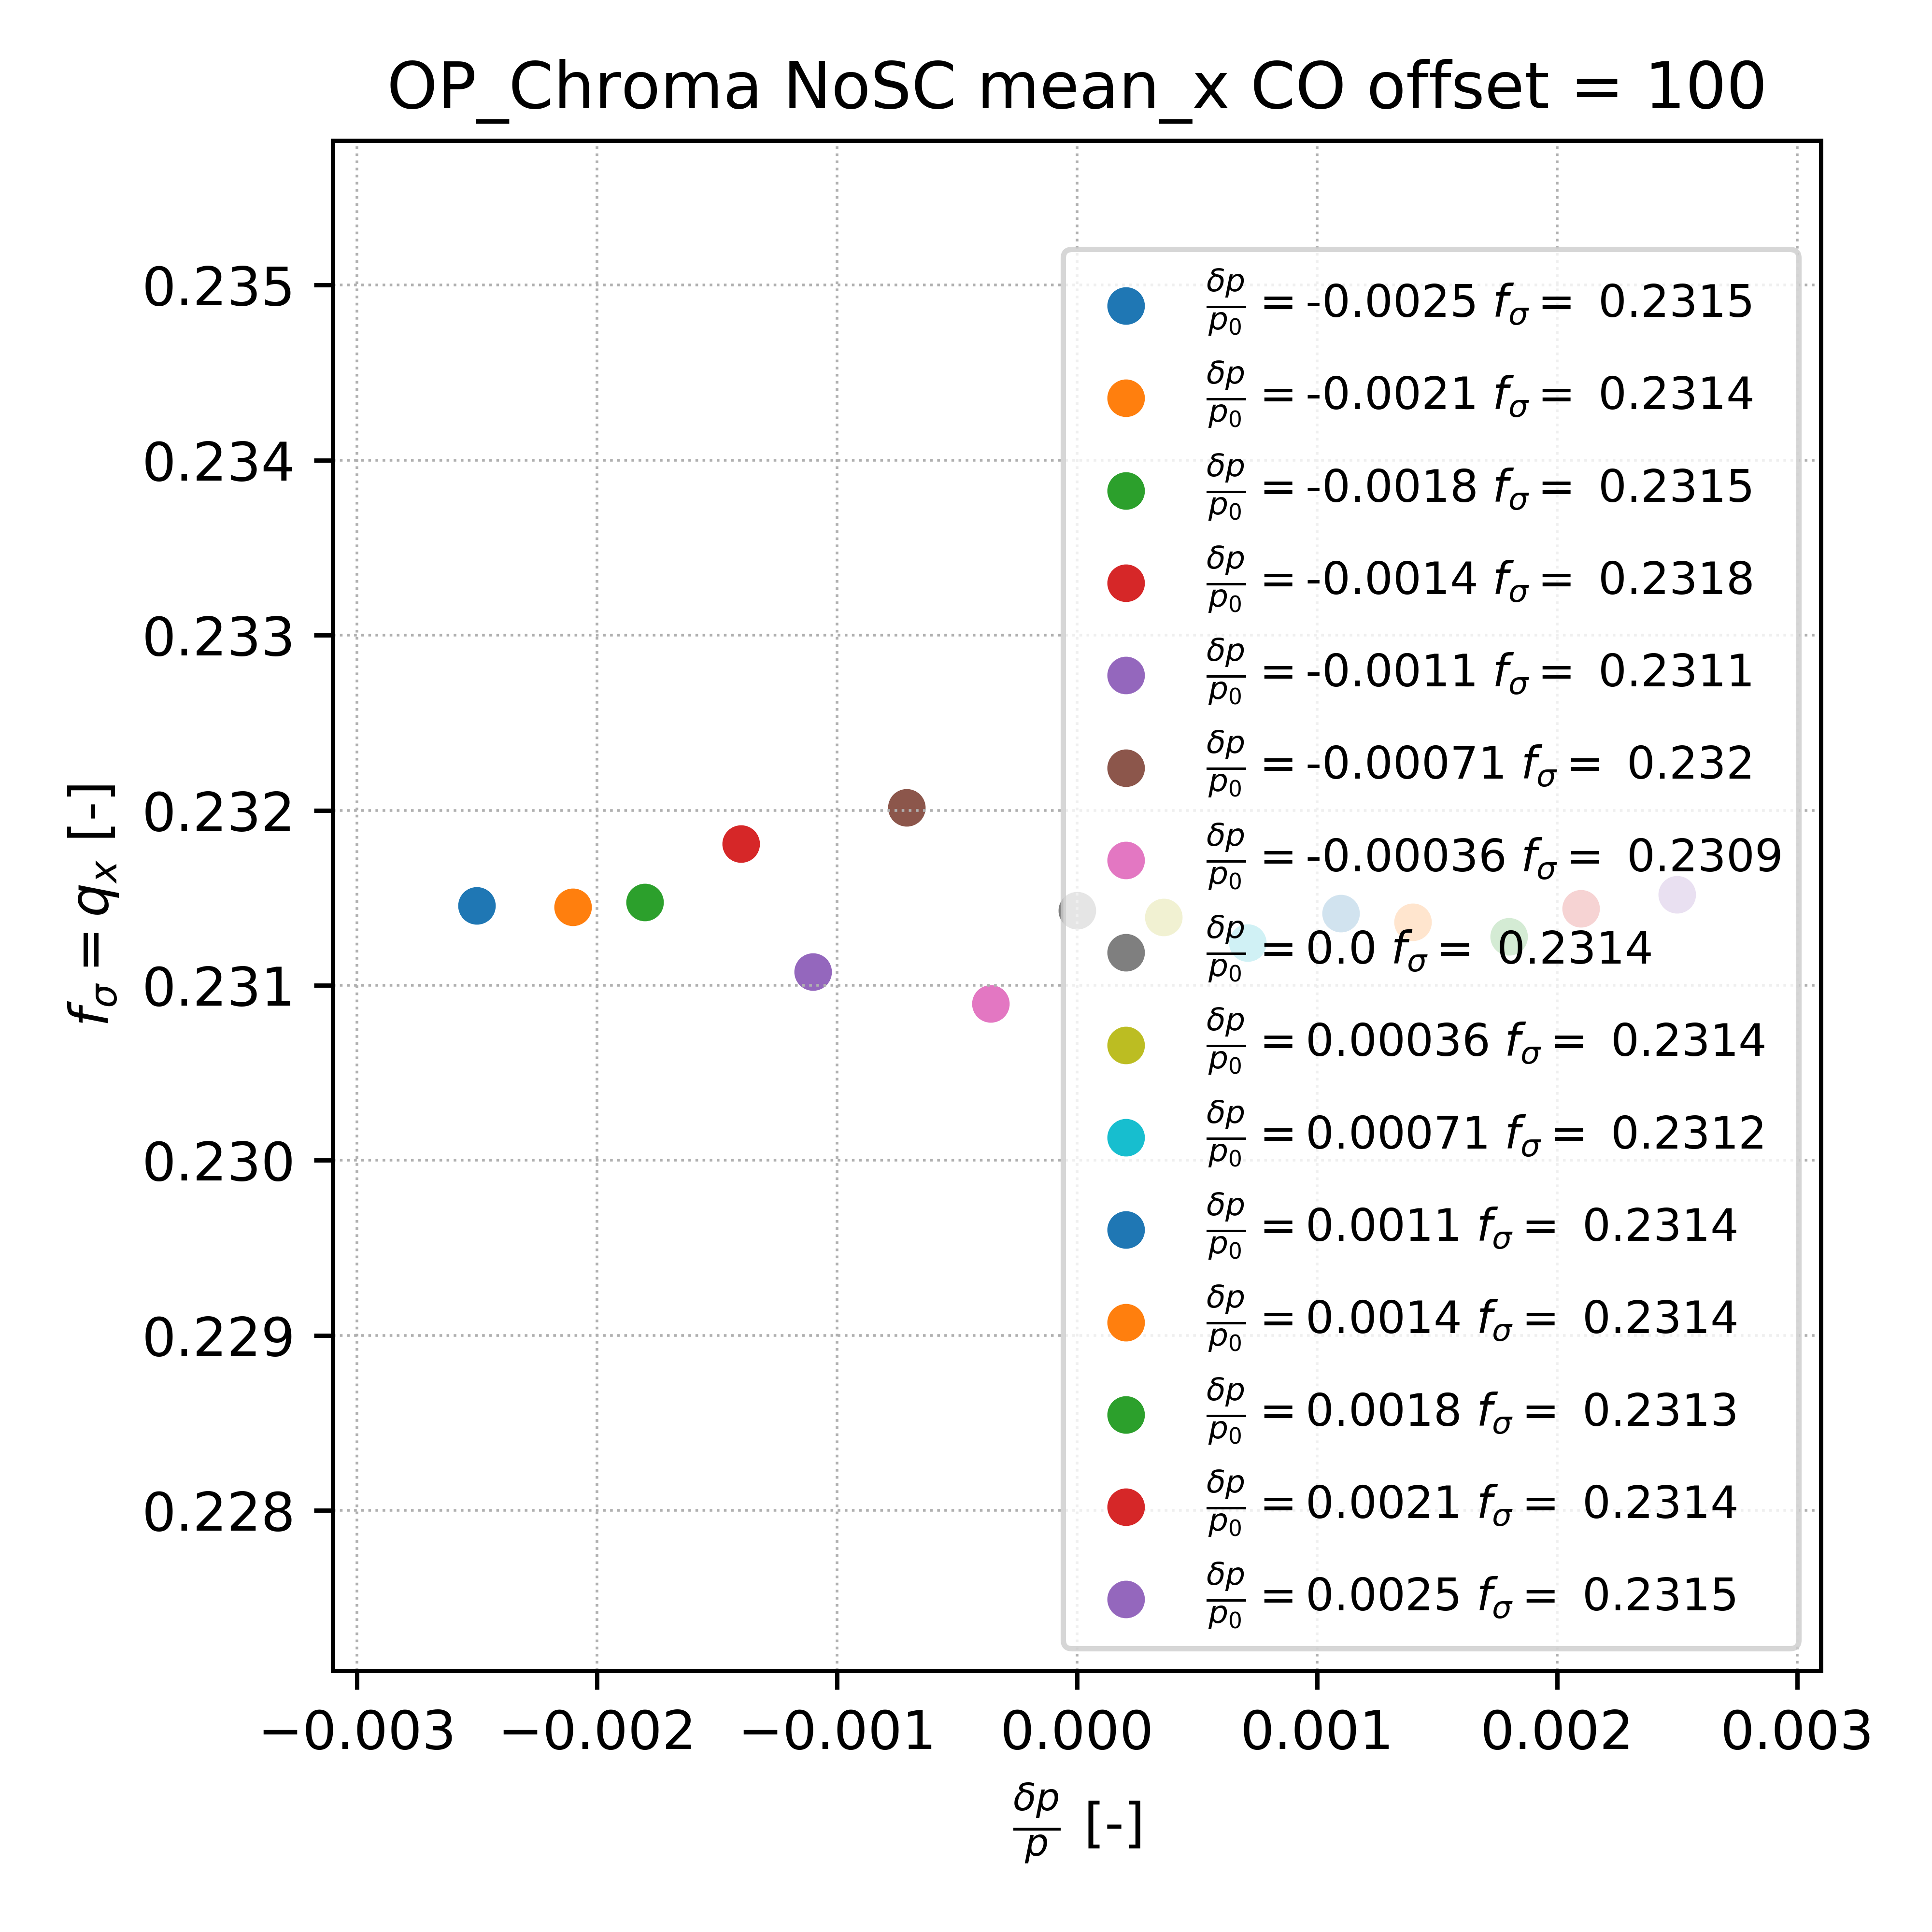 OP_Chroma NoSC mean_x CO offset = 100
0.235
0.234
0.233
0.232
0.231
0.230
0.229
0.228
f_σ = q_x [-]
δp/p₀ = -0.0025 f_σ = 0.2315
δp/p₀ = -0.0021 f_σ = 0.2314
δp/p₀ = -0.0018 f_σ = 0.2315
δp/p₀ = -0.0014 f_σ = 0.2318
δp/p₀ = -0.0011 f_σ = 0.2311
δp/p₀ = -0.00071 f_σ = 0.232
δp/p₀ = -0.00036 f_σ = 0.2309
δp/p₀ = 0.0 f_σ = 0.2314
δp/p₀ = 0.00036 f_σ = 0.2314
δp/p₀ = 0.00071 f_σ = 0.2312
δp/p₀ = 0.0011 f_σ = 0.2314
δp/p₀ = 0.0014 f_σ = 0.2314
δp/p₀ = 0.0018 f_σ = 0.2313
δp/p₀ = 0.0021 f_σ = 0.2314
δp/p₀ = 0.0025 f_σ = 0.2315
−0.003 −0.002 −0.001 0.000 0.001 0.002 0.003
δp/p [-]